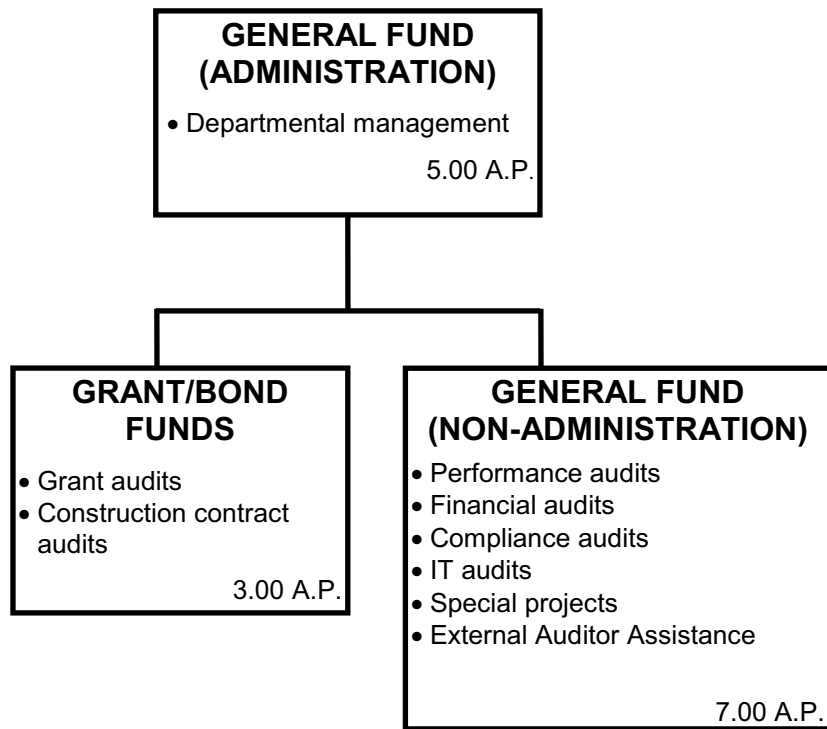 GENERAL FUND
(ADMINISTRATION)
• Departmental management
5.00 A.P.
GRANT/BOND
FUNDS
• Grant audits
• Construction contract
audits
3.00 A.P.
GENERAL FUND
(NON-ADMINISTRATION)
• Performance audits
• Financial audits
• Compliance audits
• IT audits
• Special projects
• External Auditor Assistance
7.00 A.P.